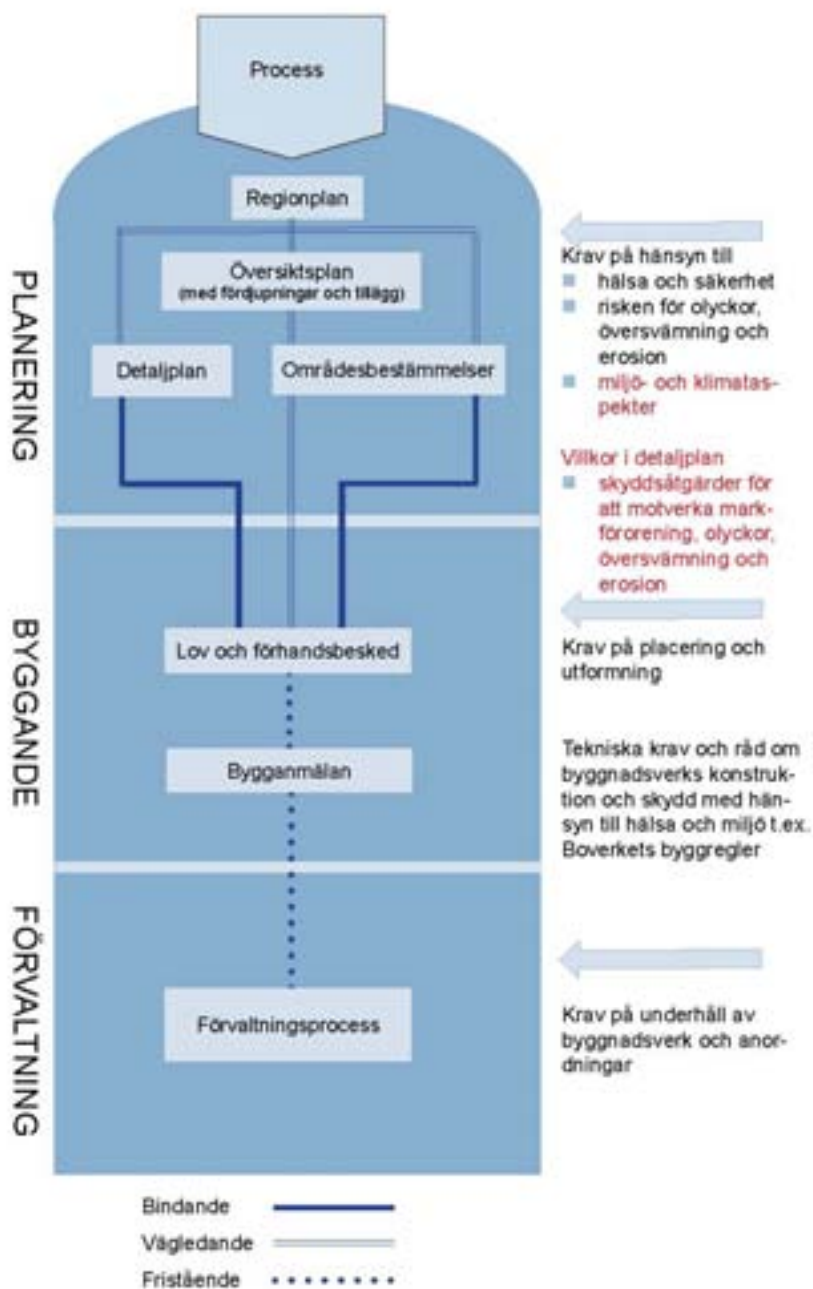 Process
Regionplan
Översiktsplan
(med fördjupningar och tillägg)
Detaljplan
Områdesbestämmelser
PLANERING
Krav på hänsyn till
hälsa och säkerhet
risken för olyckor,
översvämning och
erosion
miljö- och klimatas-
pekter
Villkor i detaljplan
skyddsåtgärder för
att motverka mark-
förorening, olyckor,
översvämning och
erosion
BYGGANDE
Lov och förhandsbesked
Bygganmälan
Krav på placering och
utformning
Tekniska krav och råd om
byggnadsverks konstruk-
tion och skydd med hän-
syn till hälsa och miljö t.ex.
Boverkets byggregler
FÖRVALTNING
Förvaltningsprocess
Krav på underhåll av
byggnadsverk och anor-
dningar
Bindande
Vägledande
Fristående